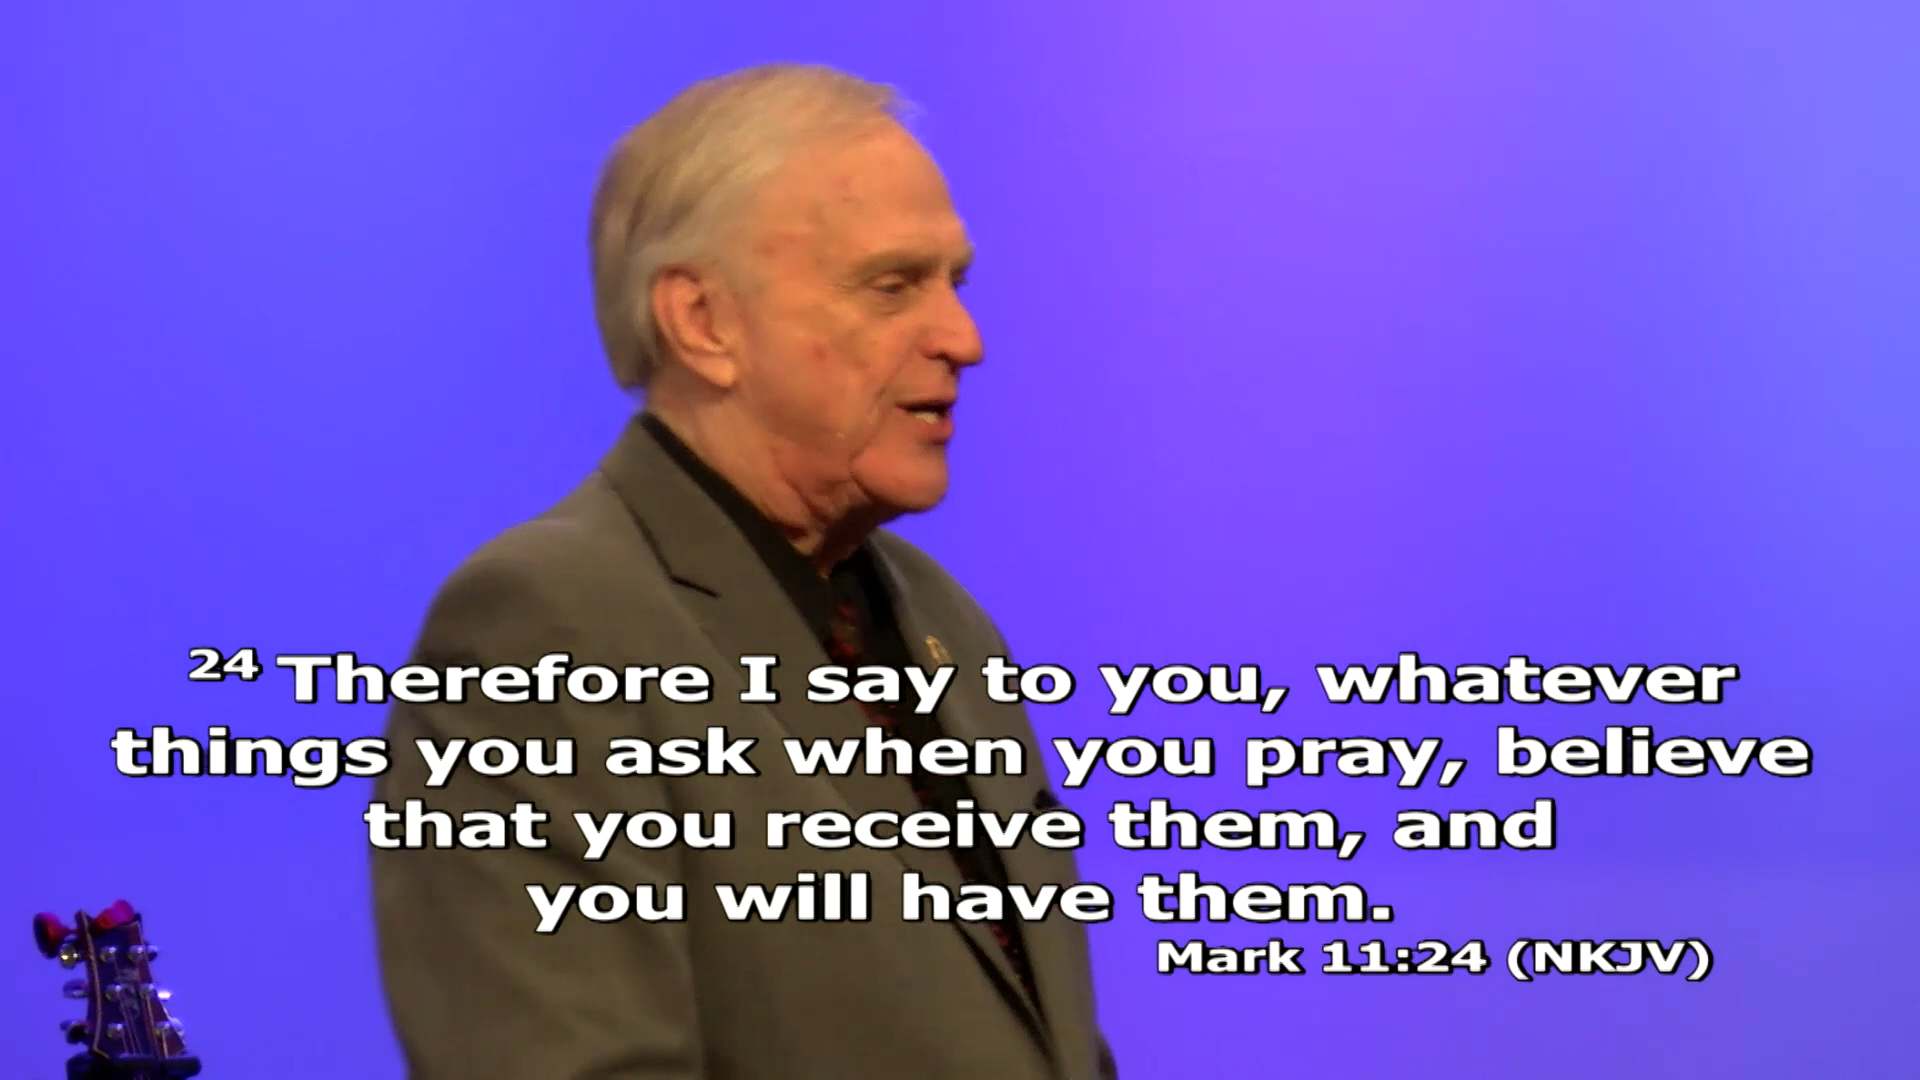 24 Therefore I say to you, whatever
things you ask when you pray, believe
that you receive them, and
you will have them.
Mark 11:24 (NKJV)